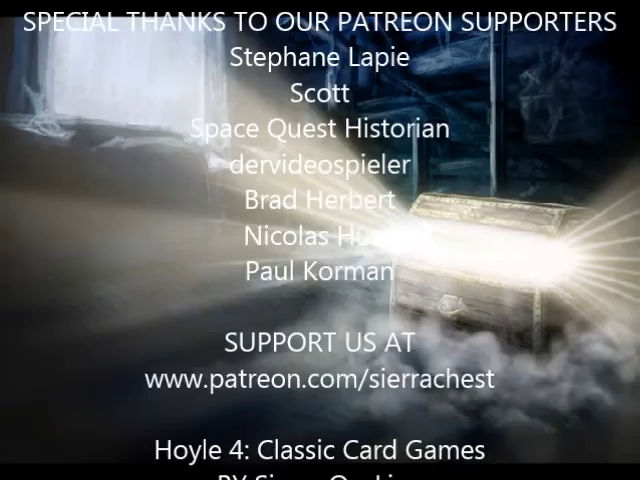 SPECIAL THANKS TO OUR PATREON SUPPORTERS
Stephane Lapie
Scott
Space Quest Historian
dervideospieler
Brad Herbert
Nicolas
Paul Korman
SUPPORT US AT
www.patreon.com/sierrachest
Hoyle 4: Classic Card Games